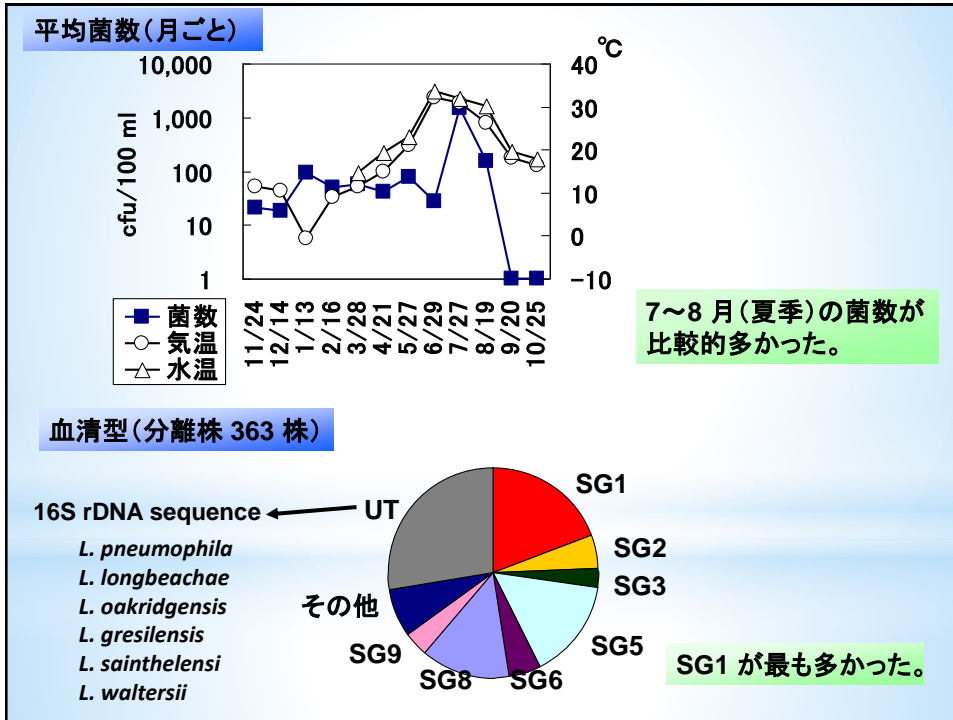 平均菌数（月ごと）
℃
10,000
1,000
100
10
1
cfu/100 ml
40
30
20
10
0
−10
11/24
12/14
1/13
2/16
3/28
4/21
5/27
6/29
7/27
8/19
9/20
10/25
菌数
気温
水温
7～8 月（夏季）の菌数が
比較的多かった。
血清型（分離株 363 株）
16S rDNA sequence
L. pneumophila
L. longbeachae
L. oakridgensis
L. gresilensis
L. sainthelensi
L. waltersii
UT
SG1
SG2
SG3
SG5
SG6
SG8
SG9
その他
SG1 が最も多かった。